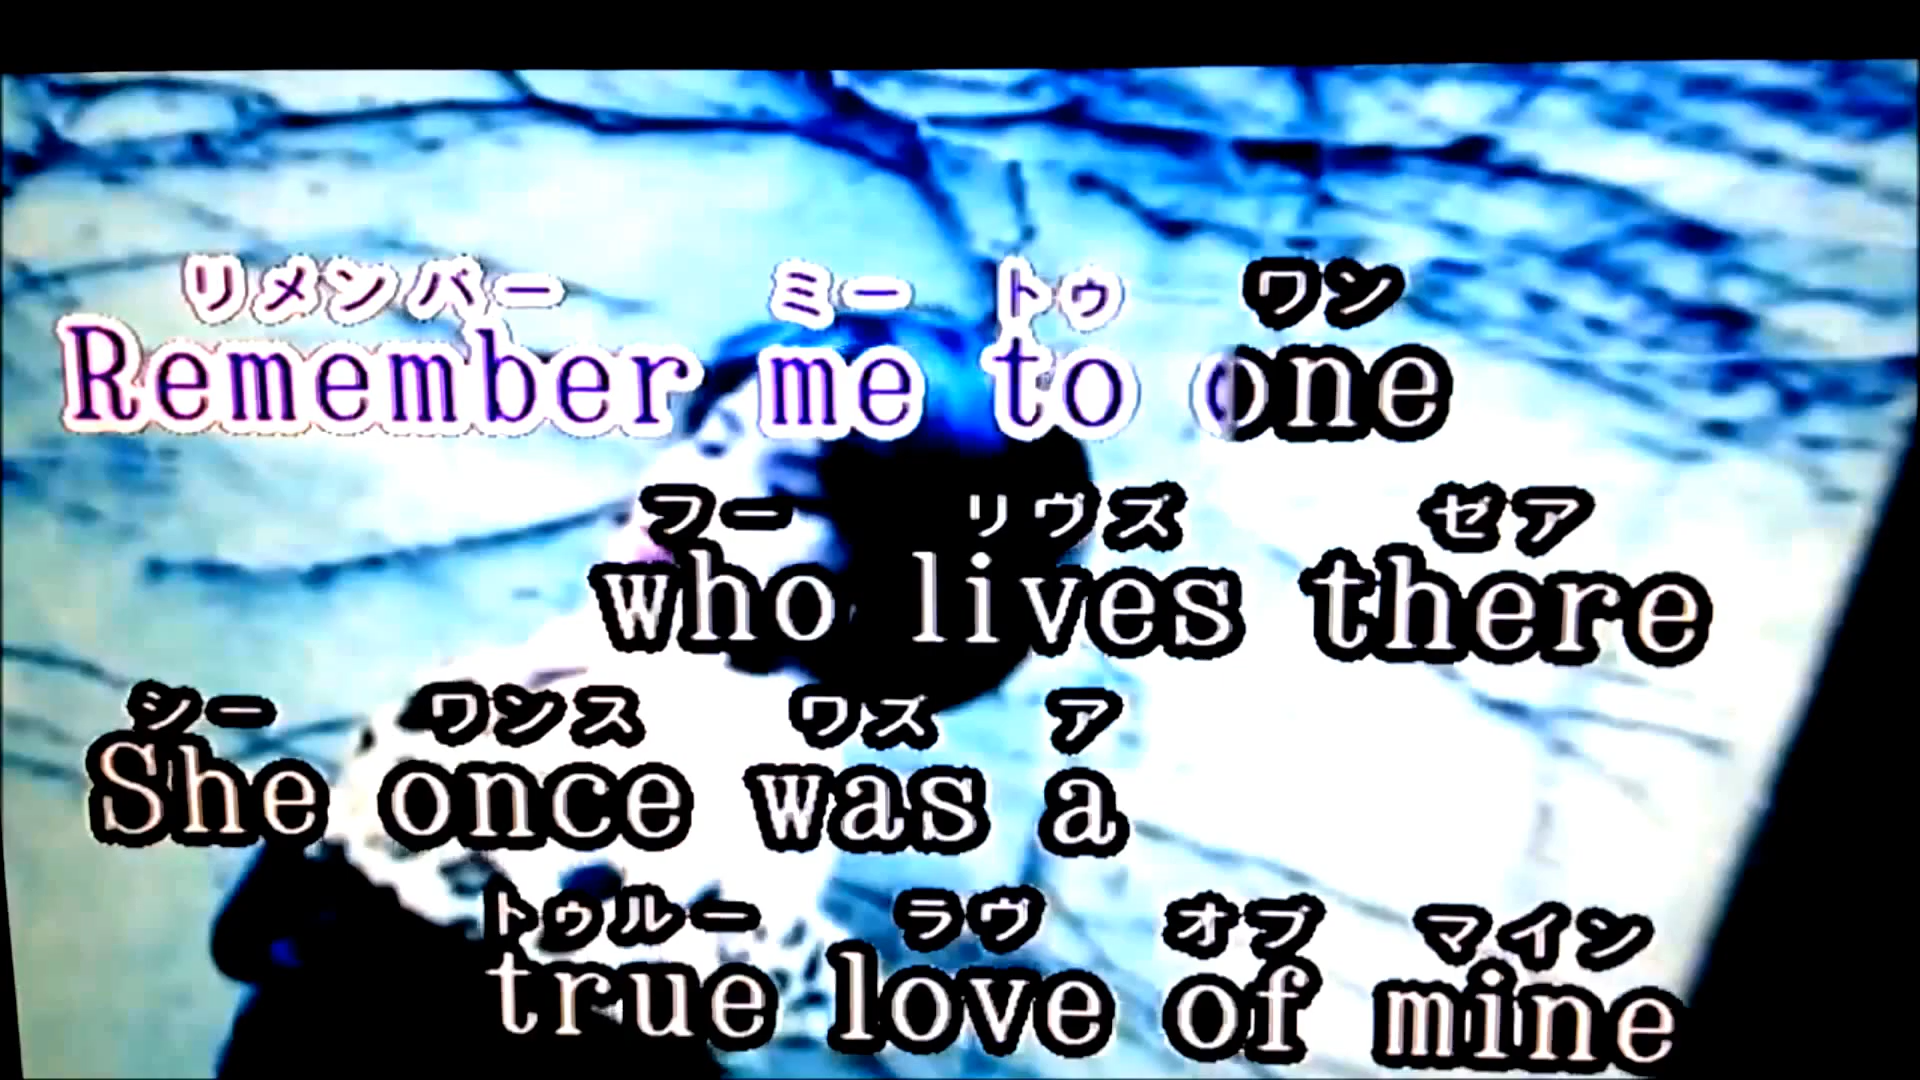 リメンバー ミー トゥ ワン
Remember me to one
フー リヴズ ゼア
who lives there
シー ワンス ワズ ア
She once was a
トゥルー ラヴ オブ マイン
true love of mine